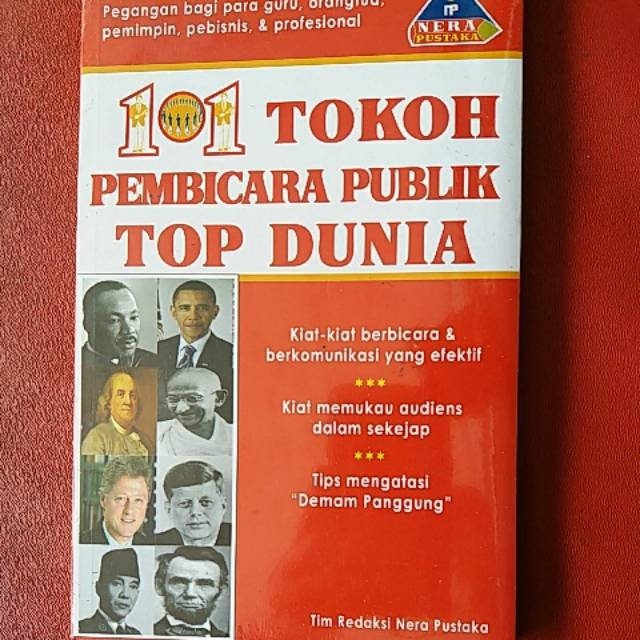 Pegangan bagi para guru, orangtua,
pemimpin, pebisnis, & profesional
NP
NERA
PUSTAKA
101 TOKOH
PEMBICARA PUBLIK
TOP DUNIA
Kiat-kiat berbicara &
berkomunikasi yang efektif
***
Kiat memukau audiens
dalam sekejap
***
Tips mengatasi
"Demam Panggung"
Tim Redaksi Nera Pustaka